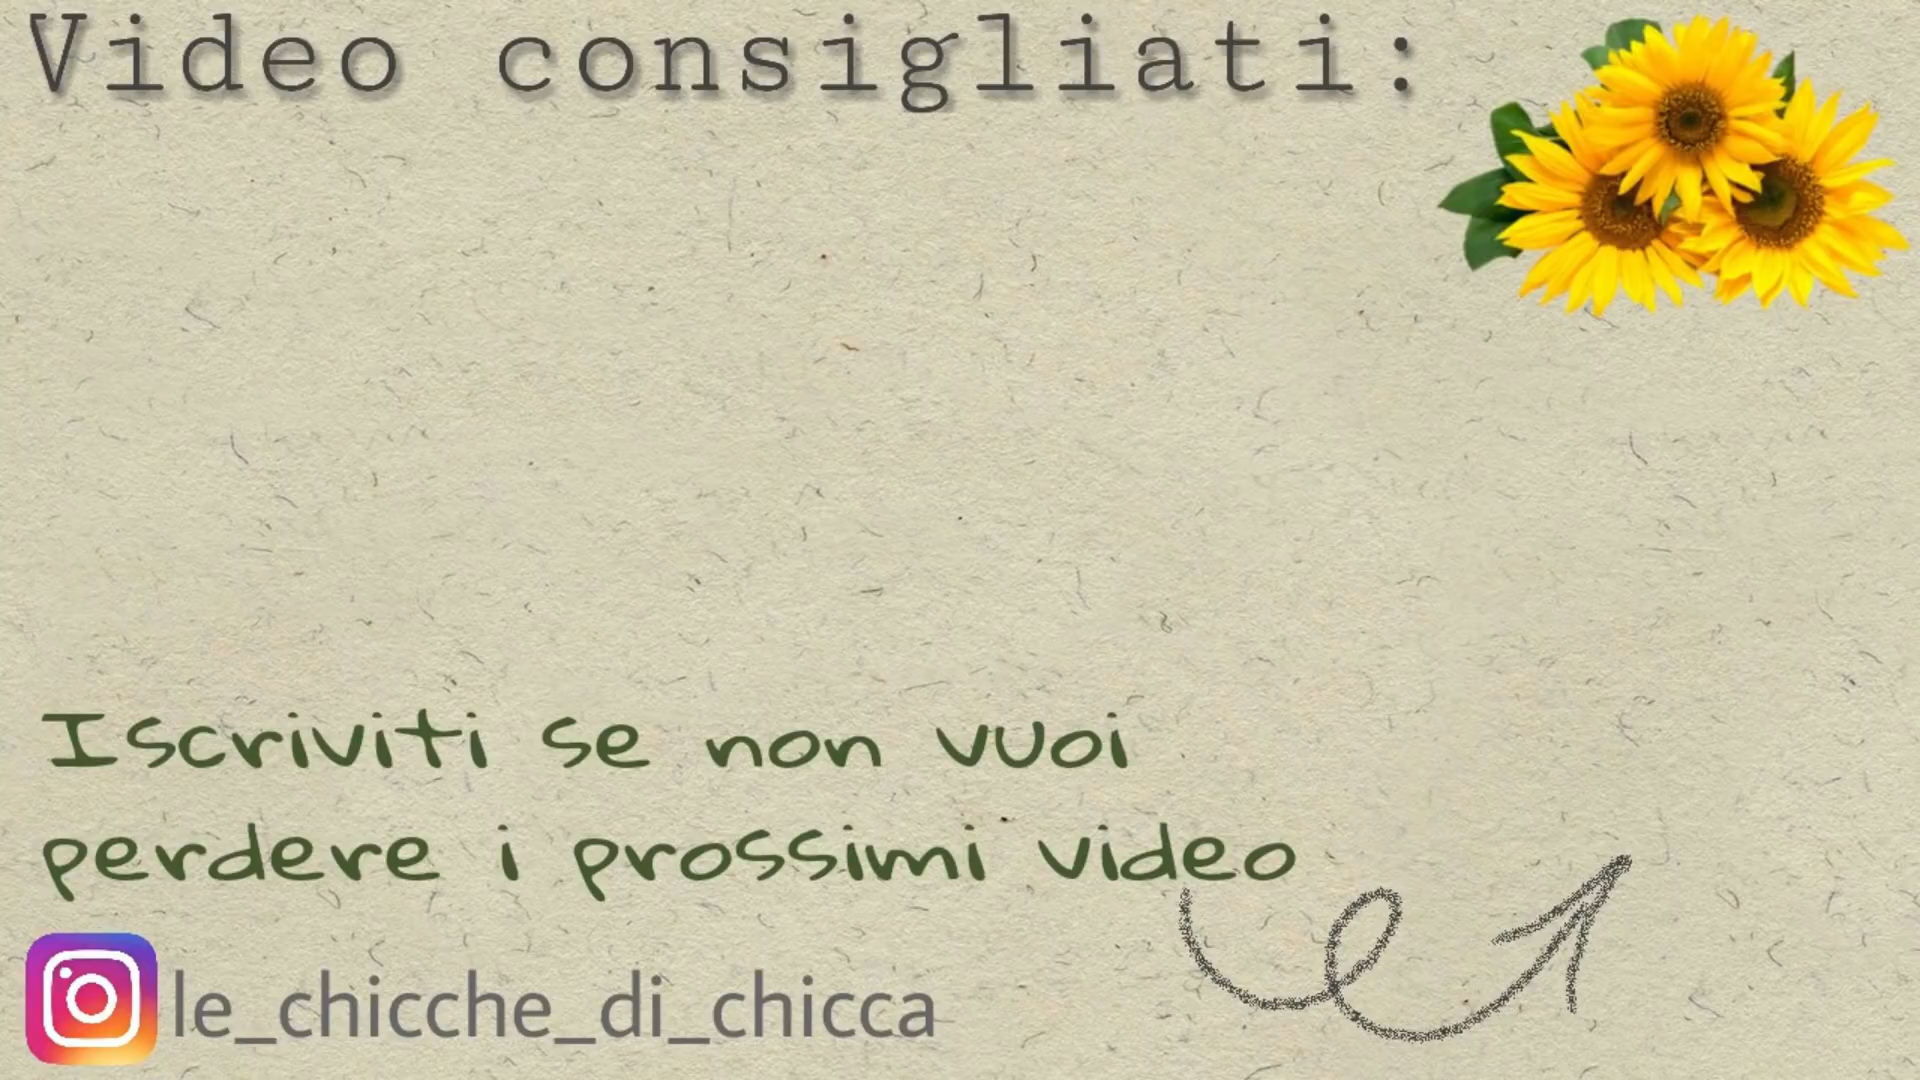 Video consigliati:
Iscriviti se non vuoi
perdere i prossimi video
le_chicche_di_chicca